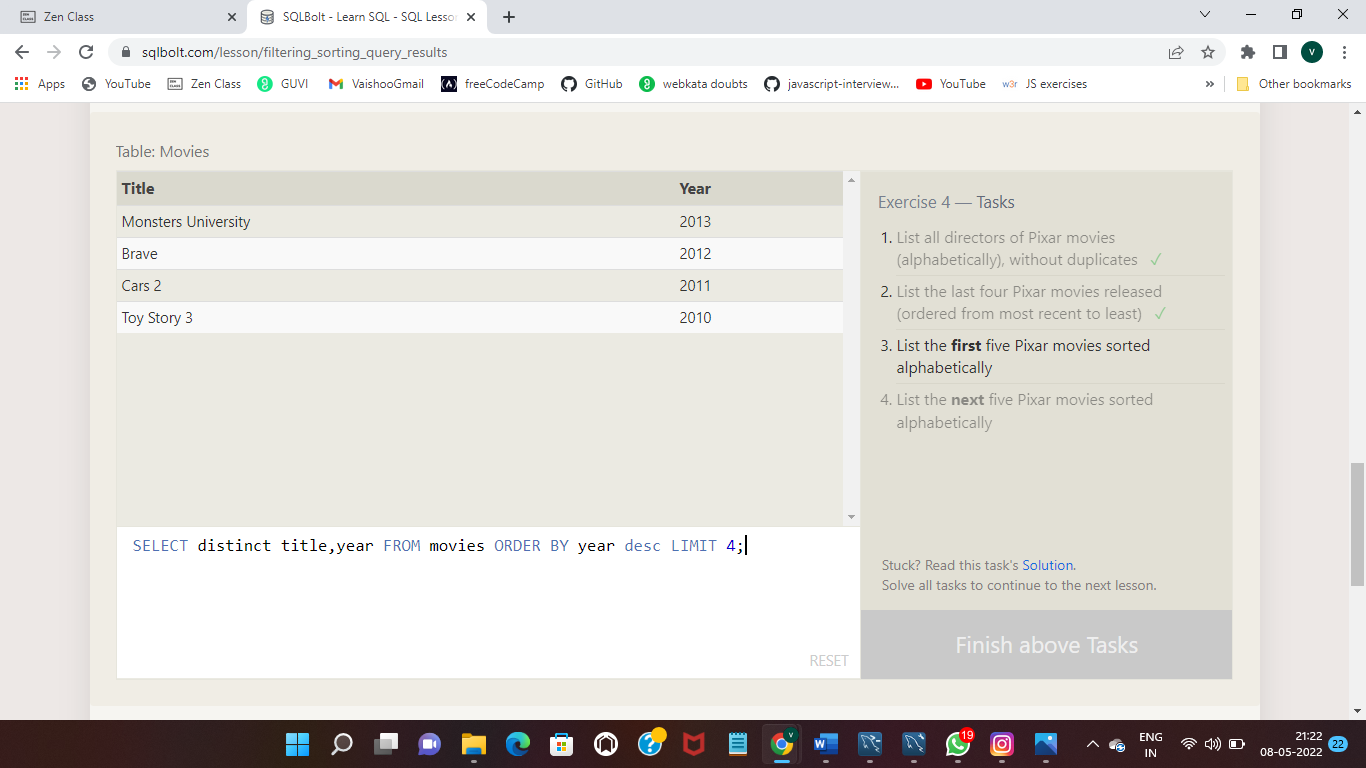 Zen Class
SQLBolt - Learn SQL - SQL Lesson
sqlbolt.com/lesson/filtering_sorting_query_results
V
Apps YouTube Zen Class GUVI VaishooGmail freeCodeCamp GitHub webkata doubts javascript-interview... YouTube w3r JS exercises » Other bookmarks
Table: Movies
Title Year
Monsters University 2013
Brave 2012
Cars 2 2011
Toy Story 3 2010
SELECT distinct title,year FROM movies ORDER BY year desc LIMIT 4;
RESET
Exercise 4 — Tasks
1. List all directors of Pixar movies
(alphabetically), without duplicates ✓
2. List the last four Pixar movies released
(ordered from most recent to least) ✓
3. List the first five Pixar movies sorted
alphabetically
4. List the next five Pixar movies sorted
alphabetically
Stuck? Read this task's Solution.
Solve all tasks to continue to the next lesson.
Finish above Tasks
19
ENG
IN
21:22
08-05-2022
22